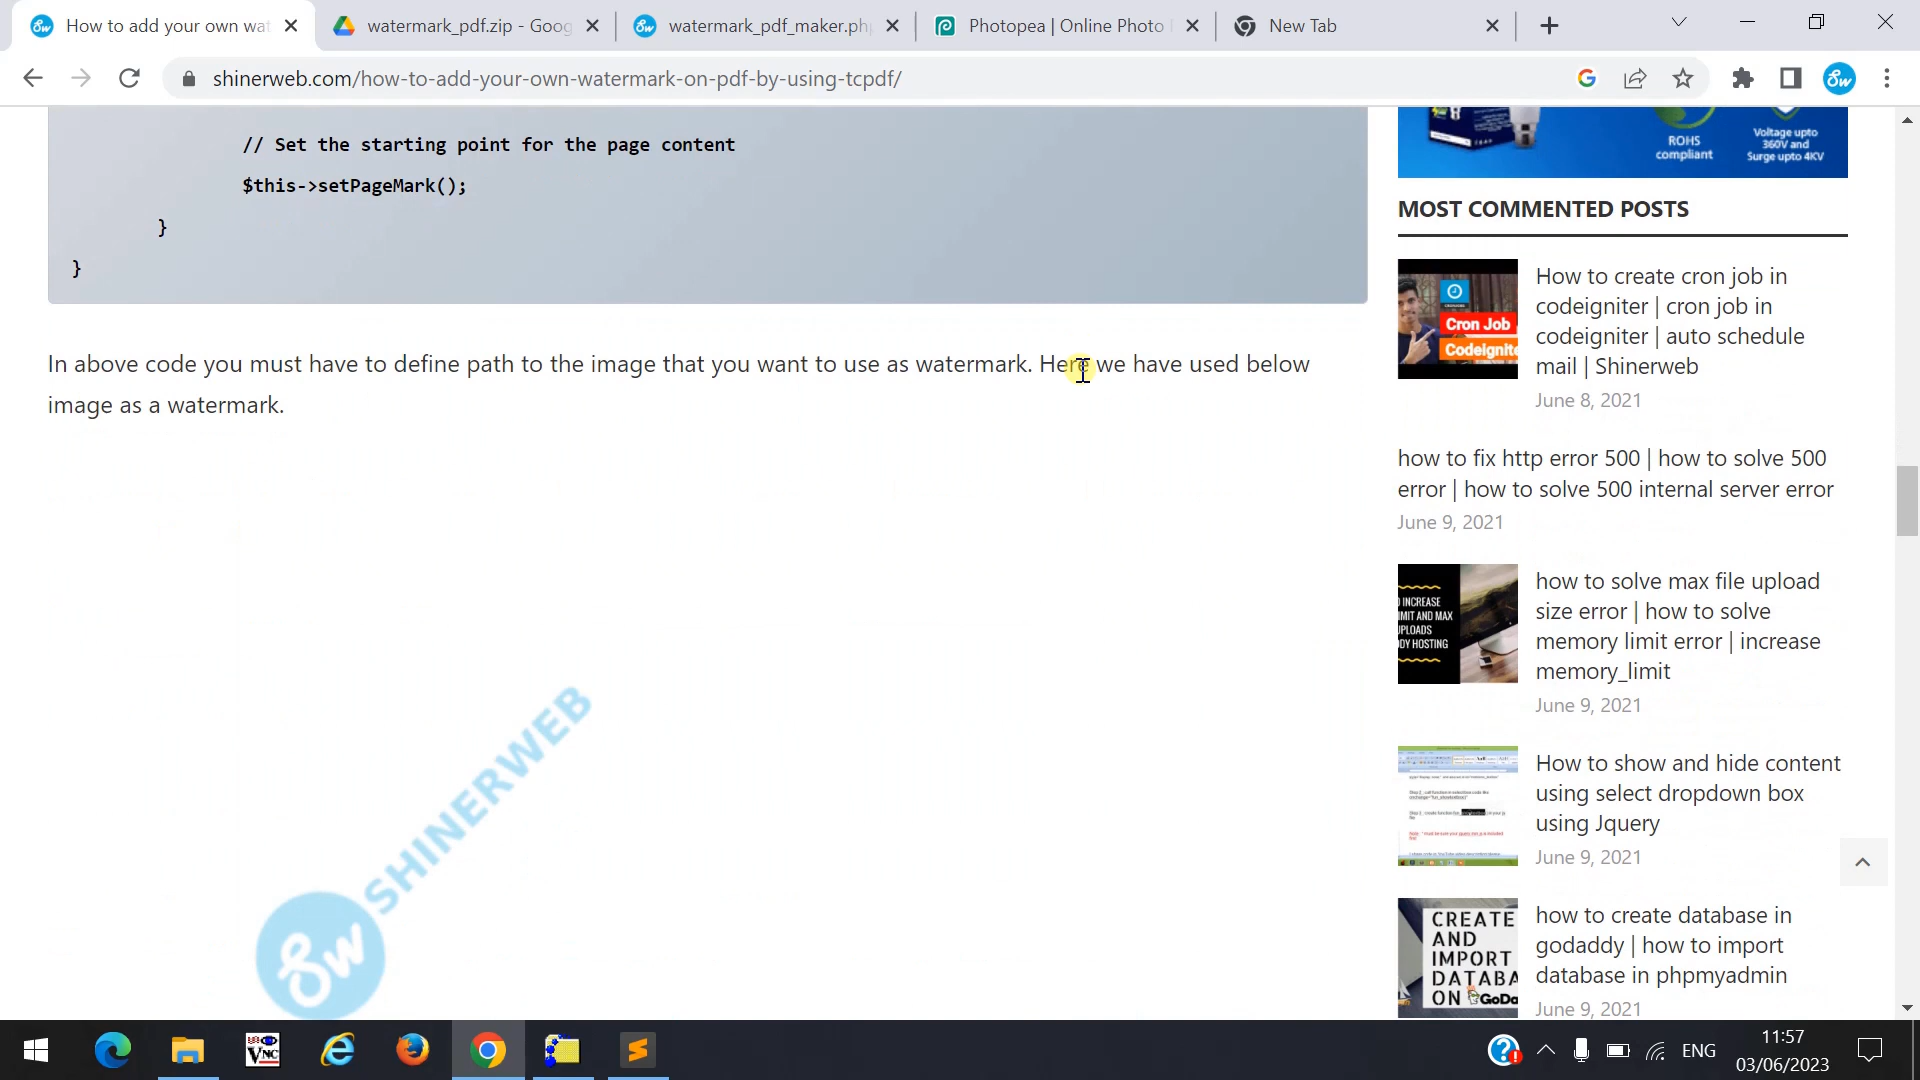 How to add your own wat
watermark_pdf.zip - Goog
watermark_pdf_maker.ph
Photopea | Online Photo
New Tab
shinerweb.com/how-to-add-your-own-watermark-on-pdf-by-using-tcpdf/
// Set the starting point for the page content
$this->setPageMark();
}
}
In above code you must have to define path to the image that you want to use as watermark. Here we have used below
image as a watermark.
SHINERWEB
Sw
ROHS
compliant
Voltage upto
360V and
Surge upto 4KV
MOST COMMENTED POSTS
Cron Job
Codeignite
How to create cron job in
codeigniter | cron job in
codeigniter | auto schedule
mail | Shinerweb
June 8, 2021
how to fix http error 500 | how to solve 500
error | how to solve 500 internal server error
June 9, 2021
O INCREASE
IMIT AND MAX
UPLOADS
DDY HOSTING
how to solve max file upload
size error | how to solve
memory limit error | increase
memory_limit
June 9, 2021
How to show and hide content
using select dropdown box
using Jquery
June 9, 2021
CREATE
AND
IMPORT
DATABA
ON GoDa
how to create database in
godaddy | how to import
database in phpmyadmin
June 9, 2021
VNC
ENG
11:57
03/06/2023